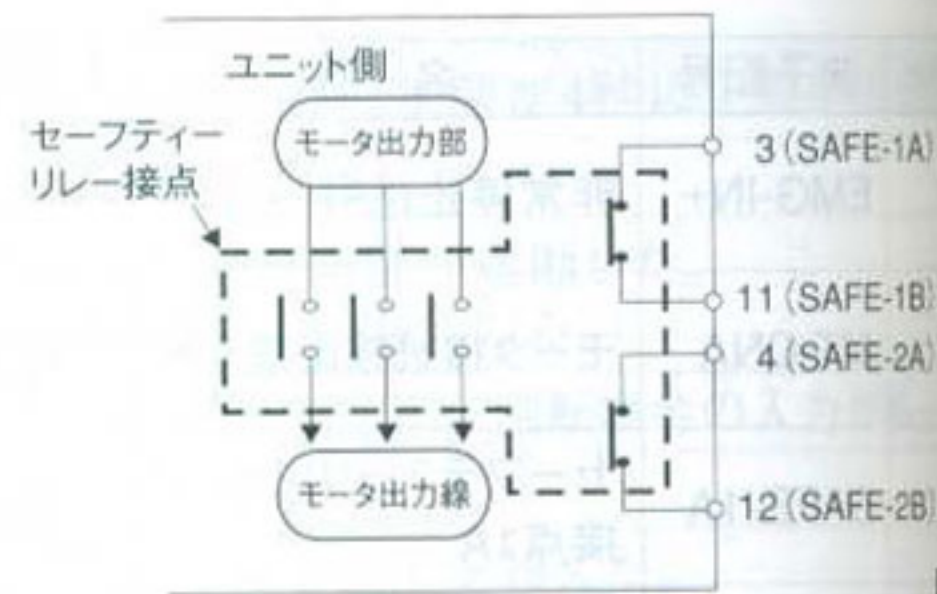 ユニット側
セーフティー
リレー接点
モータ出力部
モータ出力線
3(SAFE-1A)
11(SAFE-1B)
4(SAFE-2A)
12(SAFE-2B)